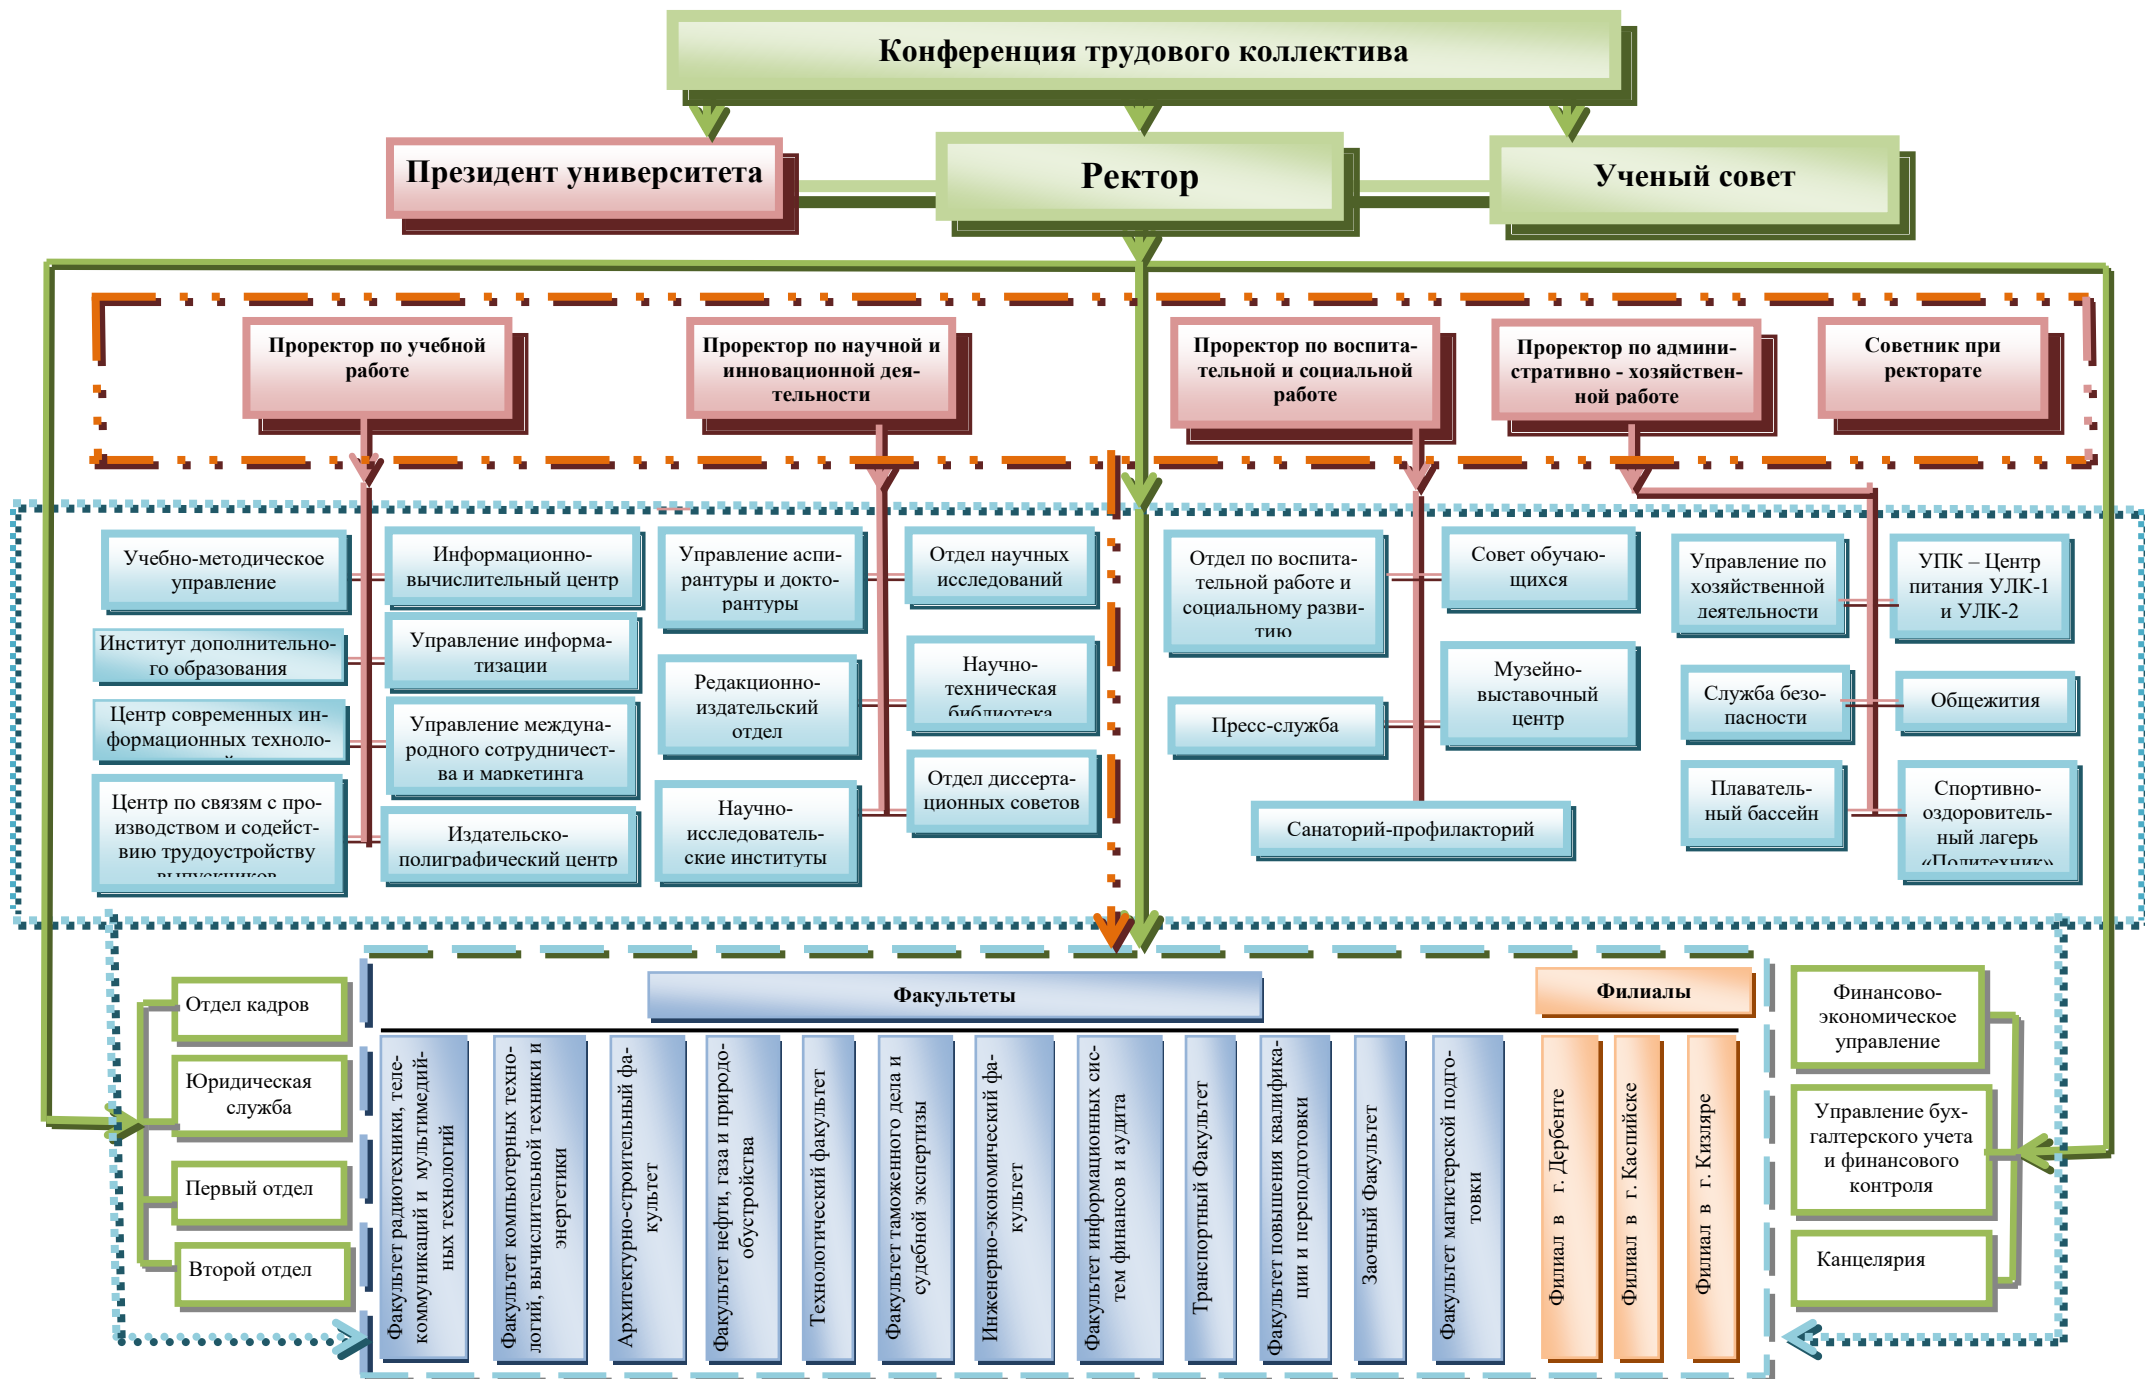 Конференция трудового коллектива
Президент университета
Ректор
Ученый совет
Проректор по учебной
работе
Проректор по научной и
инновационной дея-
тельности
Проректор по воспита-
тельной и социальной
работе
Проректор по админи-
стративно - хозяйствен-
ной работе
Советник при
ректорате
Учебно-методическое
управление
Информационно-
вычислительный центр
Институт дополнительно-
го образования
Управление информа-
тизации
Центр современных ин-
формационных техноло-
Управление междуна-
родного сотрудничест-
ва и маркетинга
Центр по связям с про-
изводством и содейст-
вию трудоустройству
выпускников
Издательско-
полиграфический центр
Управление аспи-
рантуры и докто-
рантуры
Отдел научных
исследований
Редакционно-
издательский
отдел
Научно-
техническая
библиотека
Научно-
исследователь-
ские институты
Отдел диссерта-
ционных советов
Отдел по воспита-
тельной работе и
социальному разви-
тию
Совет обучаю-
щихся
Пресс-служба
Музейно-
выставочный
центр
Санаторий-профилакторий
Управление по
хозяйственной
деятельности
УПК – Центр
питания УЛК-1
и УЛК-2
Служба безо-
пасности
Общежития
Плаватель-
ный бассейн
Спортивно-
оздоровитель-
ный лагерь
«Политехник»
Отдел кадров
Юридическая
служба
Первый отдел
Второй отдел
Факультеты
Филиалы
Факультет радиотехники, теле-
коммуникаций и мультимедий-
ных технологий
Факультет компьютерных техно-
логий, вычислительной техники и
энергетики
Архитектурно-строительный фа-
культет
Факультет нефти, газа и природо-
обустройства
Технологический факультет
Факультет таможенного дела и
судебной экспертизы
Инженерно-экономический фа-
культет
Факультет информационных сис-
тем финансов и аудита
Транспортный Факультет
Факультет повышения квалифика-
ции и переподготовки
Заочный Факультет
Факультет магистерской подго-
товки
Филиал в г. Дербенте
Филиал в г. Каспийске
Филиал в г. Кизляре
Финансово-
экономическое
управление
Управление бух-
галтерского учета
и финансового
контроля
Канцелярия